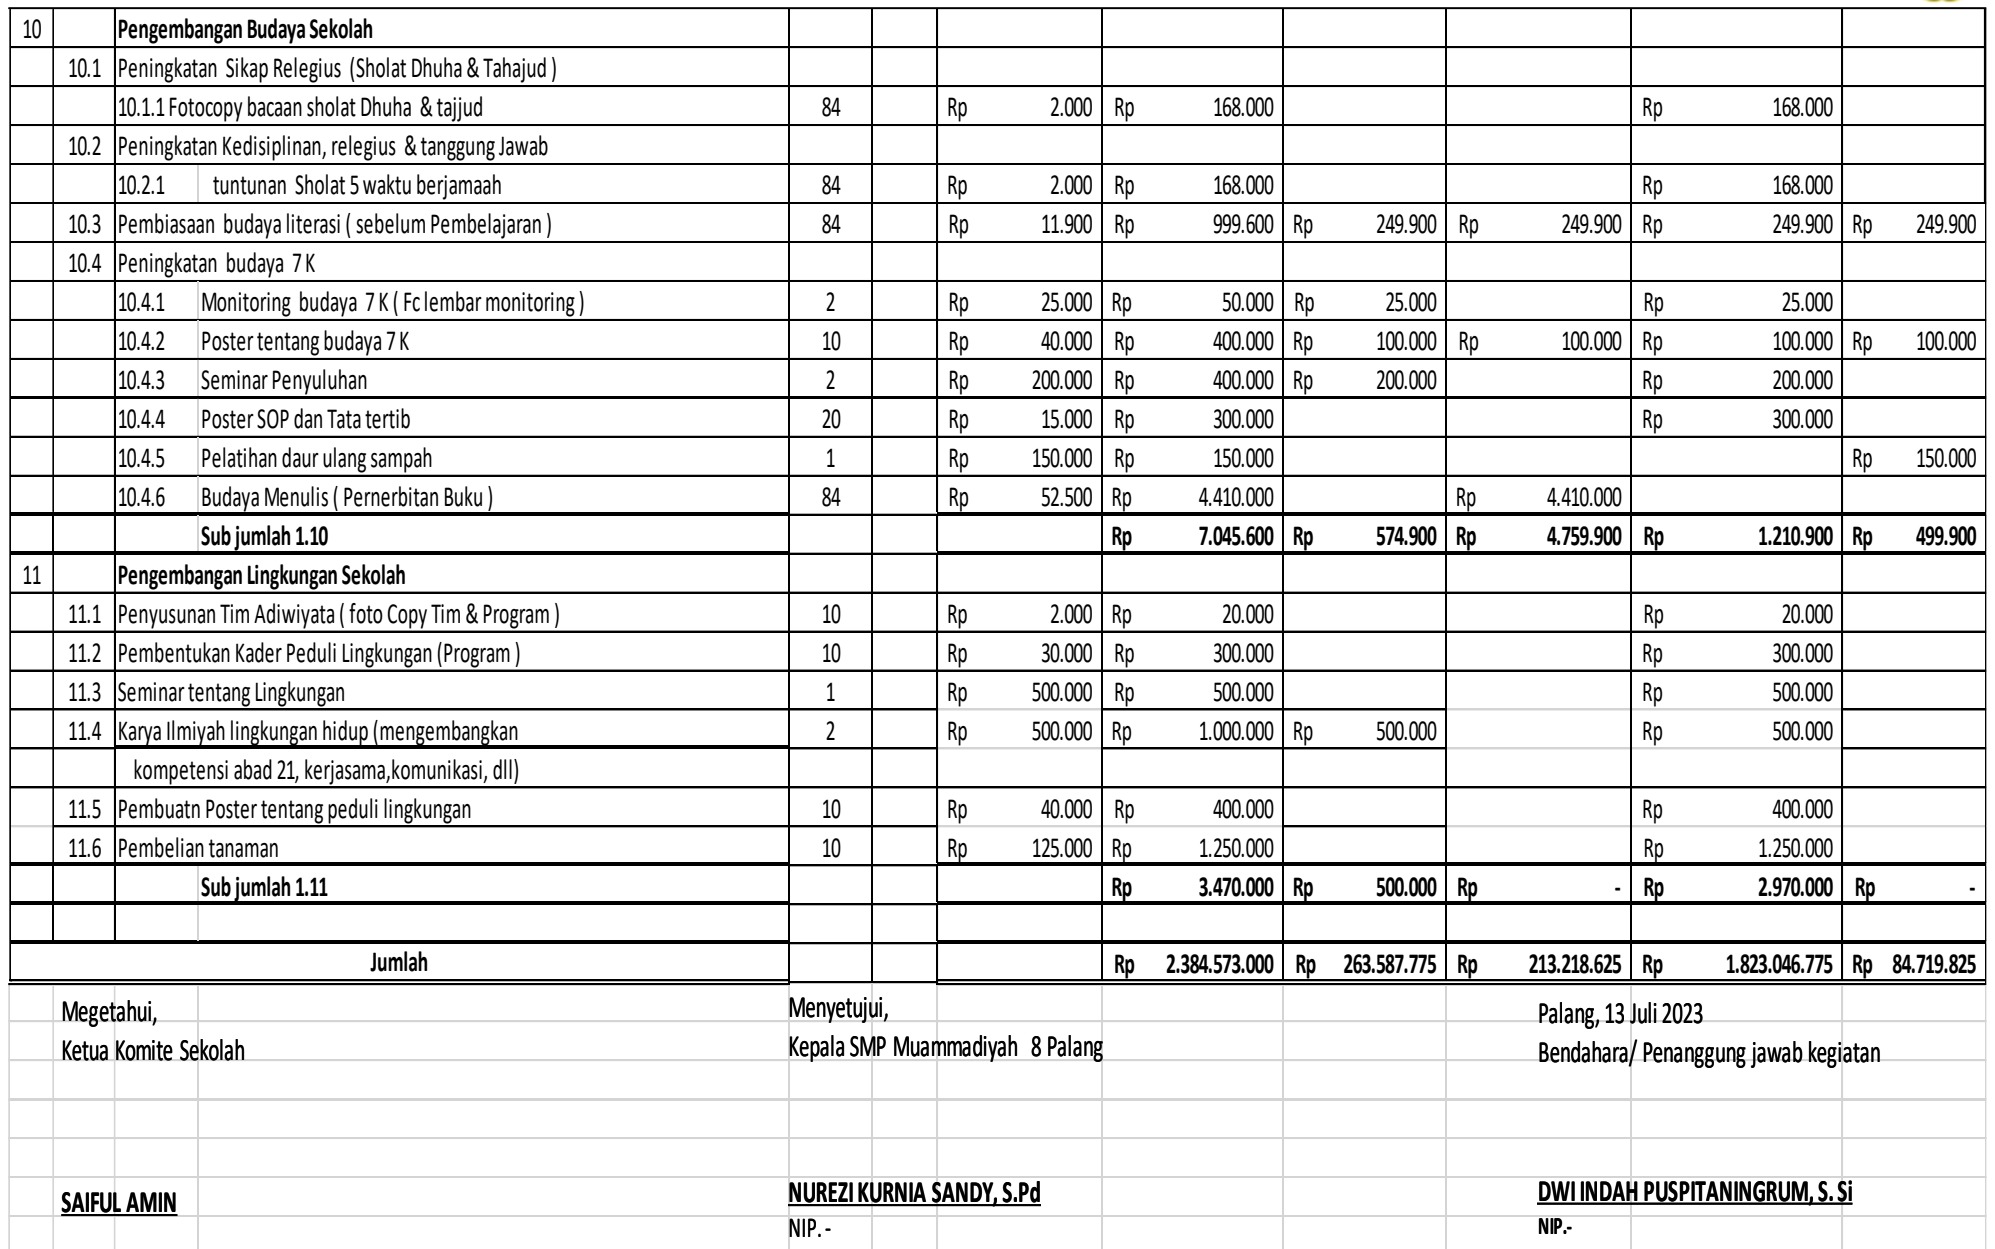 10 Pengembangan Budaya Sekolah
10.1 Peningkatan Sikap Relegius (Sholat Dhuha & Tahajud )
10.1.1 Fotocopy bacaan sholat Dhuha & tajjud 84 Rp 2.000 Rp 168.000 Rp 168.000
10.2 Peningkatan Kedisiplinan, relegius & tanggung Jawab
10.2.1 tuntunan Sholat 5 waktu berjamaah 84 Rp 2.000 Rp 168.000 Rp 168.000
10.3 Pembiasaan budaya literasi ( sebelum Pembelajaran ) 84 Rp 11.900 Rp 999.600 Rp 249.900 Rp 249.900 Rp 249.900 Rp 249.900
10.4 Peningkatan budaya 7 K
10.4.1 Monitoring budaya 7 K ( Fc lembar monitoring ) 2 Rp 25.000 Rp 50.000 Rp 25.000 Rp 25.000
10.4.2 Poster tentang budaya 7 K 10 Rp 40.000 Rp 400.000 Rp 100.000 Rp 100.000 Rp 100.000 Rp 100.000
10.4.3 Seminar Penyuluhan 2 Rp 200.000 Rp 400.000 Rp 200.000 Rp 200.000
10.4.4 Poster SOP dan Tata tertib 20 Rp 15.000 Rp 300.000 Rp 300.000
10.4.5 Pelatihan daur ulang sampah 1 Rp 150.000 Rp 150.000 Rp 150.000
10.4.6 Budaya Menulis ( Pernerbitan Buku ) 84 Rp 52.500 Rp 4.410.000 Rp 4.410.000
Sub jumlah 1.10 Rp 7.045.600 Rp 574.900 Rp 4.759.900 Rp 1.210.900 Rp 499.900
11 Pengembangan Lingkungan Sekolah
11.1 Penyusunan Tim Adiwiyata ( foto Copy Tim & Program ) 10 Rp 2.000 Rp 20.000 Rp 20.000
11.2 Pembentukan Kader Peduli Lingkungan (Program ) 10 Rp 30.000 Rp 300.000 Rp 300.000
11.3 Seminar tentang Lingkungan 1 Rp 500.000 Rp 500.000 Rp 500.000
11.4 Karya Ilmiyah lingkungan hidup (mengembangkan 2 Rp 500.000 Rp 1.000.000 Rp 500.000 Rp 500.000
kompetensi abad 21, kerjasama,komunikasi, dll)
11.5 Pembuatn Poster tentang peduli lingkungan 10 Rp 40.000 Rp 400.000 Rp 400.000
11.6 Pembelian tanaman 10 Rp 125.000 Rp 1.250.000 Rp 1.250.000
Sub jumlah 1.11 Rp 3.470.000 Rp 500.000 Rp - Rp 2.970.000 Rp -
Jumlah Rp 2.384.573.000 Rp 263.587.775 Rp 213.218.625 Rp 1.823.046.775 Rp 84.719.825
Megetahui, Menyetujui, Palang, 13 Juli 2023
Ketua Komite Sekolah Kepala SMP Muammadiyah 8 Palang Bendahara/ Penanggung jawab kegiatan
SAIFUL AMIN NUREZI KURNIA SANDY, S.Pd DWI INDAH PUSPITANINGRUM, S. Si
NIP. - NIP.-